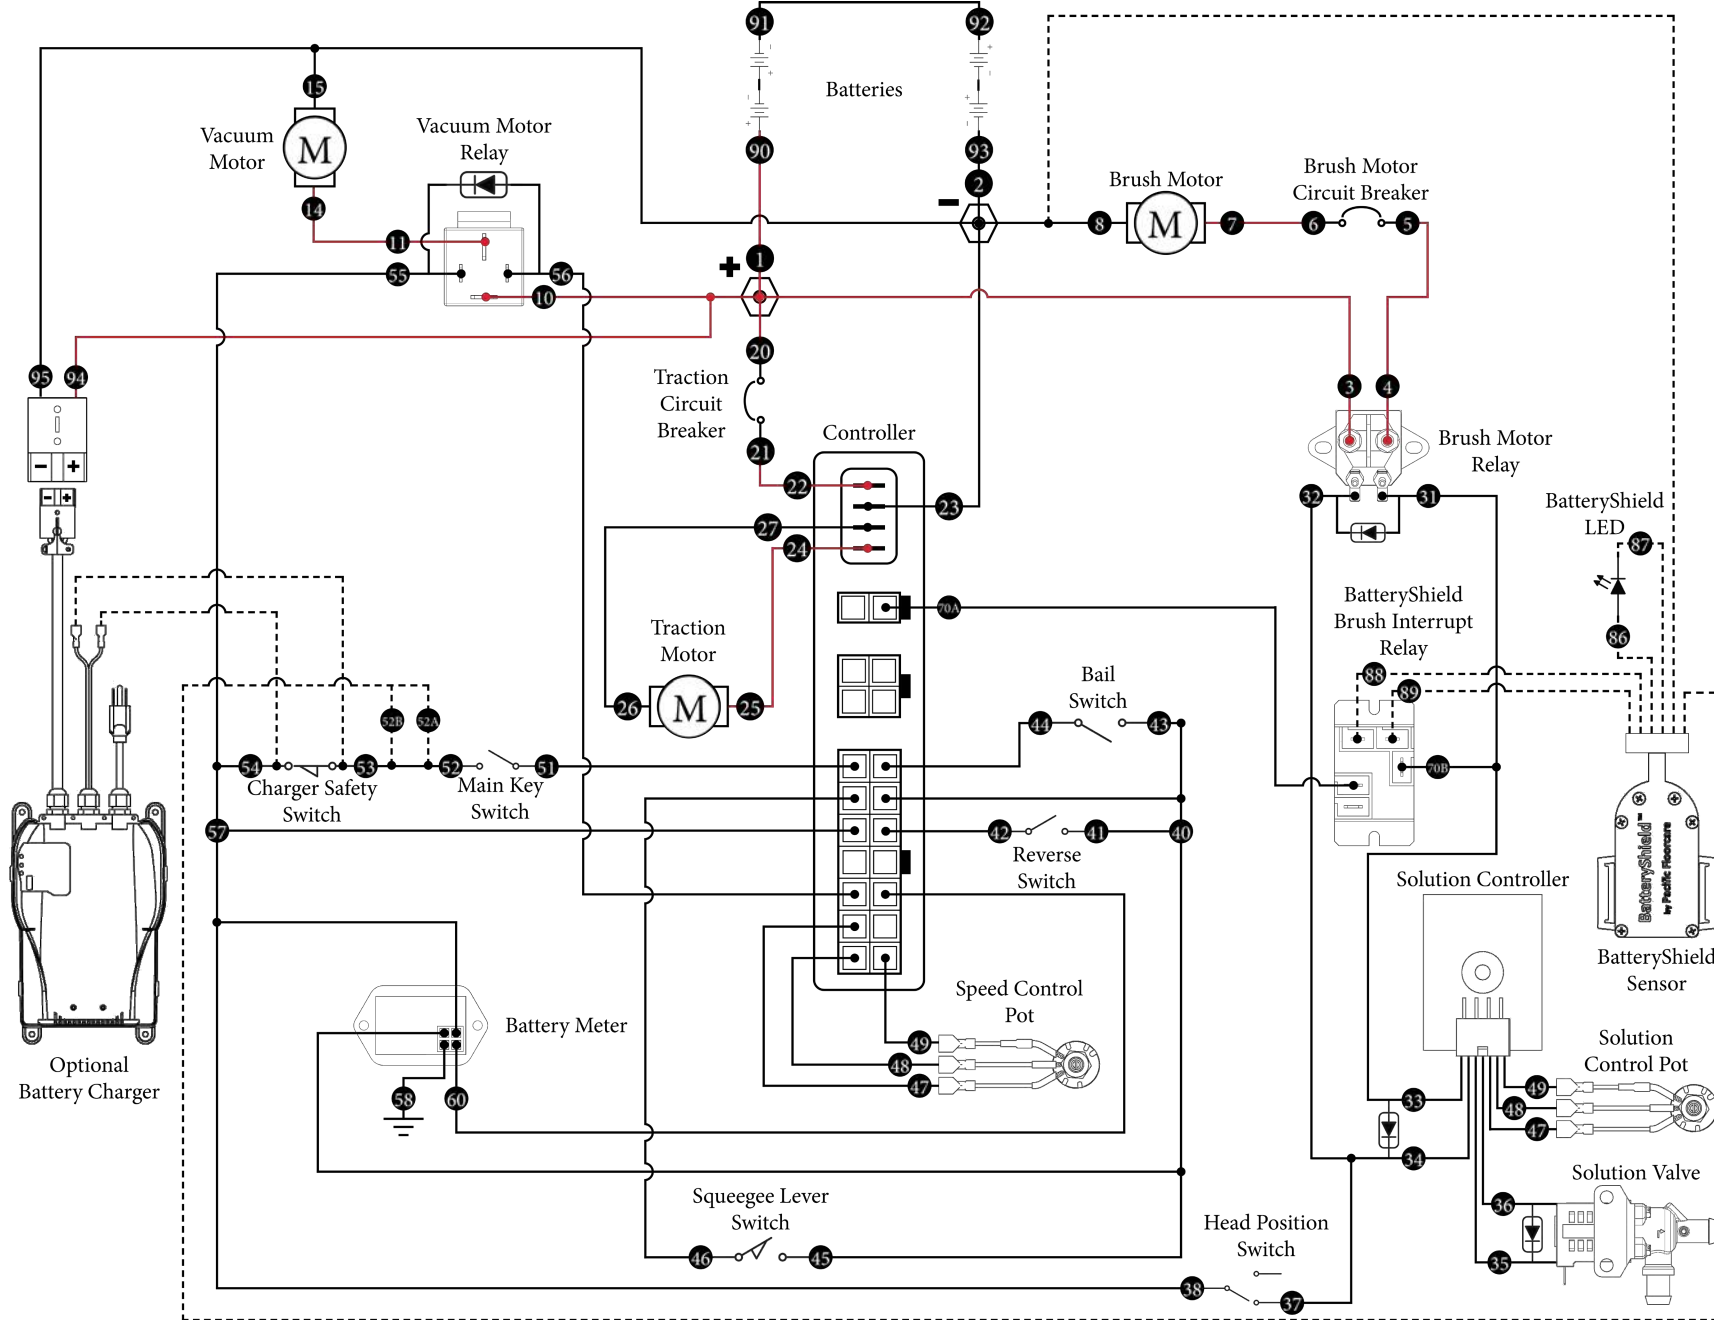 91
92
Batteries
15
Vacuum
Motor
M
Vacuum Motor
Relay
90
93
2
14
11
55
56
10
1
+
-
8
Brush Motor
M
7
Brush Motor
Circuit Breaker
6
5
95
94
- +
- +
20
Traction
Circuit
Breaker
21
Controller
22
23
27
24
3
4
Brush Motor
Relay
32
31
BatteryShield
LED
87
86
70A
BatteryShield
Brush Interrupt
Relay
88
89
70B
Traction
Motor
26
M
25
Bail
Switch
44
43
52B
52A
54
53
52
51
Charger Safety
Switch
Main Key
Switch
57
42
41
40
Reverse
Switch
Solution Controller
BatteryShield™
by Pacific Floorcare
BatteryShield
Sensor
Optional
Battery Charger
Battery Meter
58
60
Speed Control
Pot
49
48
47
Solution
Control Pot
49
48
47
33
34
Solution Valve
36
35
Squeegee Lever
Switch
46
45
Head Position
Switch
38
37